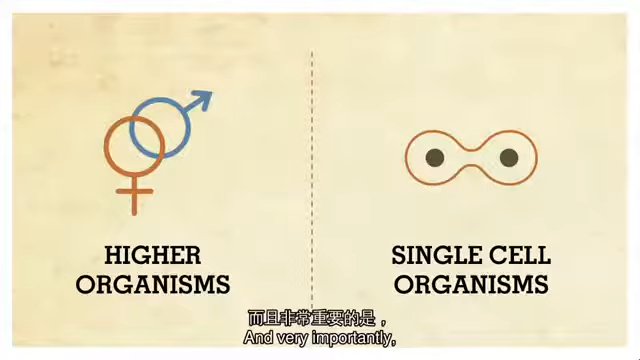 HIGHER
ORGANISMS
SINGLE CELL
ORGANISMS
而且非常重要的是，
And very importantly,